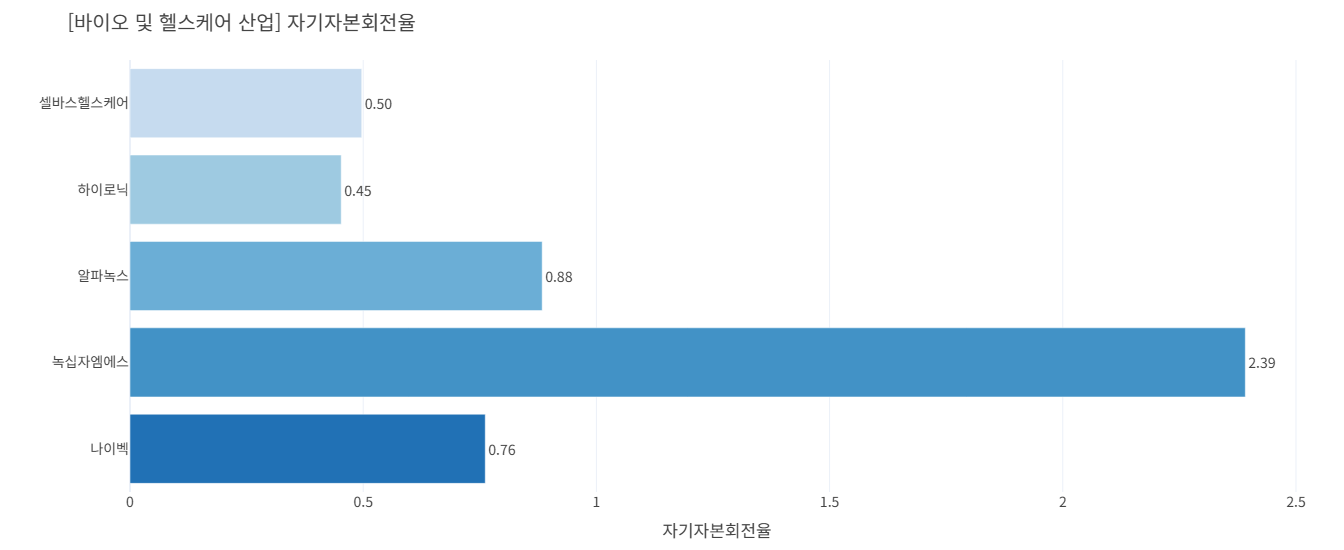 [바이오 및 헬스케어 산업] 자기자본회전율
셀바스헬스케어 0.50
하이로닉 0.45
알파녹스 0.88
녹십자엠에스 2.39
나이벡 0.76
0 0.5 1 1.5 2 2.5
자기자본회전율